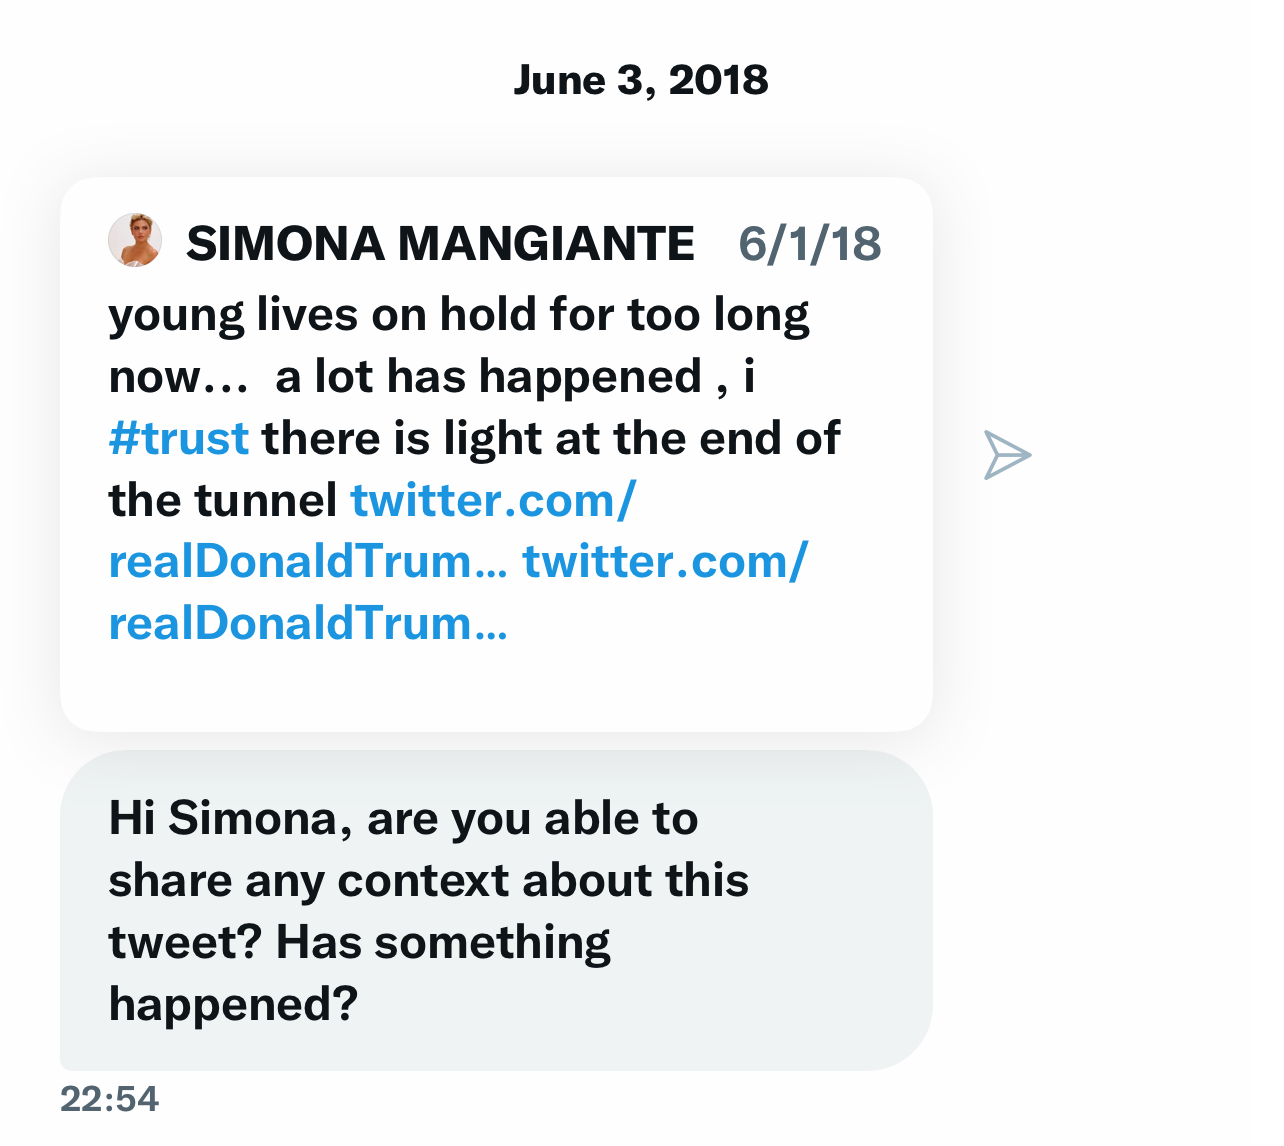 June 3, 2018
SIMONA MANGIANTE 6/1/18
young lives on hold for too long
now...  a lot has happened , i
#trust there is light at the end of
the tunnel twitter.com/
realDonaldTrum… twitter.com/
realDonaldTrum…
Hi Simona, are you able to
share any context about this
tweet? Has something
happened?
22:54